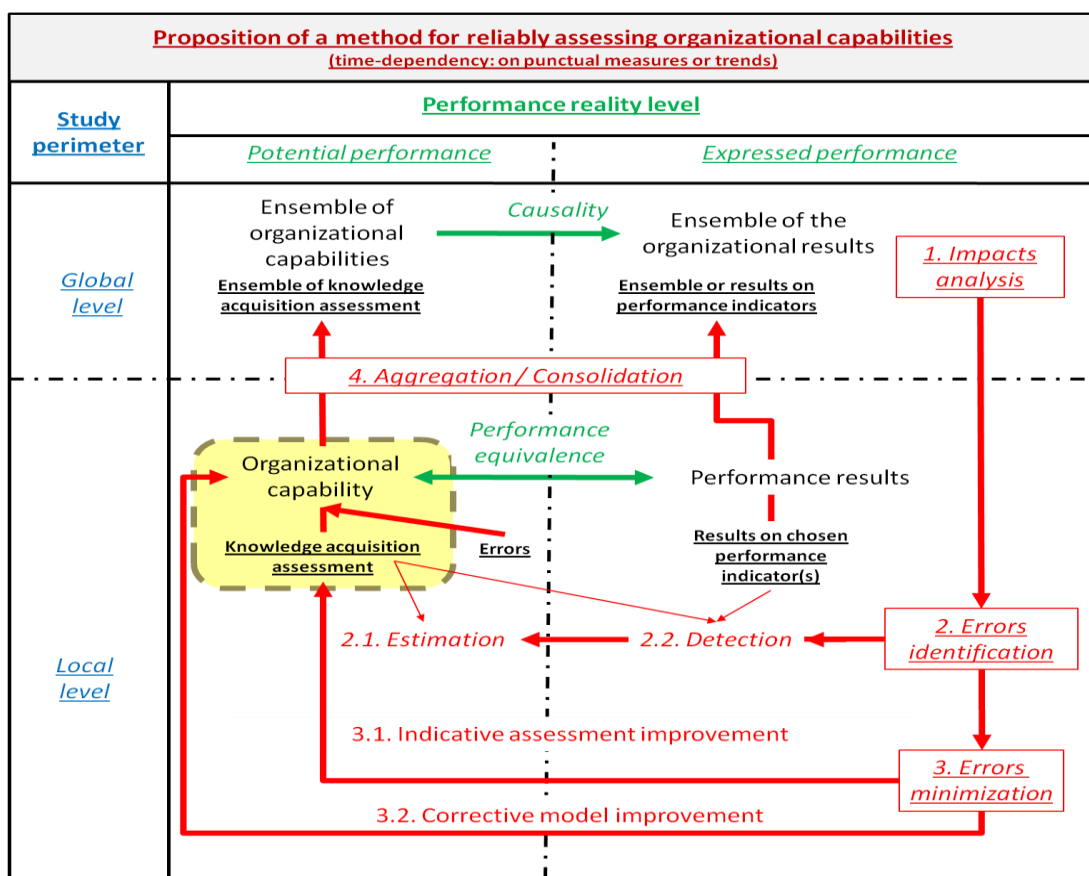 Proposition of a method for reliably assessing organizational capabilities
(time-dependency: on punctual measures or trends)
Study
perimeter
Performance reality level
Potential performance
Expressed performance
Global
level
Ensemble of
organizational
capabilities
Ensemble of knowledge
acquisition assessment
Causality
Ensemble of the
organizational results
Ensemble or results on
performance indicators
1. Impacts
analysis
4. Aggregation / Consolidation
Local
level
Organizational
capability
Knowledge acquisition
assessment
Performance
equivalence
Errors
Performance results
Results on chosen
performance
indicator(s)
2.1. Estimation
2.2. Detection
2. Errors
identification
3.1. Indicative assessment improvement
3. Errors
minimization
3.2. Corrective model improvement